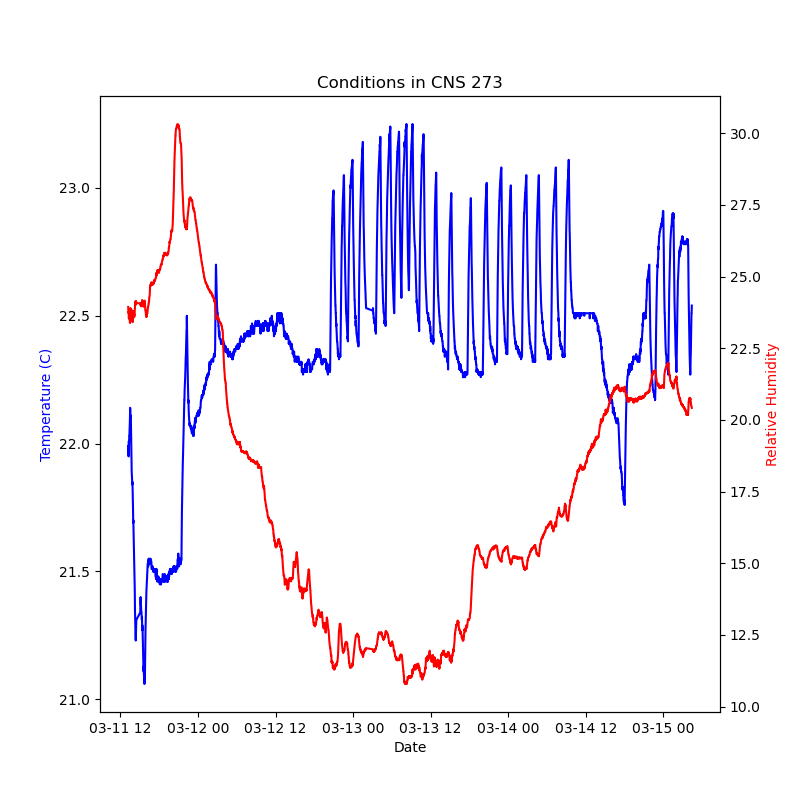 Conditions in CNS 273
23.0
22.5
22.0
21.5
21.0
Temperature (C)
30.0
27.5
25.0
22.5
20.0
17.5
15.0
12.5
10.0
Relative Humidity
03-11 12 03-12 00 03-12 12 03-13 00 03-13 12 03-14 00 03-14 12 03-15 00
Date